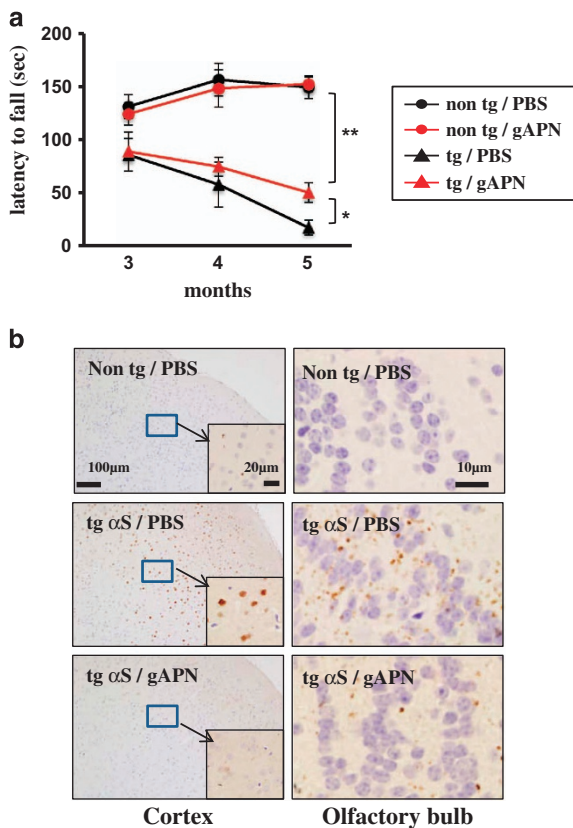 a
200
150
100
50
0
latency to fall (sec)
3 4 5
months
**
*
non tg / PBS
non tg / gAPN
tg / PBS
tg / gAPN
b
Non tg / PBS
100μm
20μm
Non tg / PBS
10μm
tg αS / PBS
tg αS / PBS
tg αS / gAPN
tg αS / gAPN
Cortex
Olfactory bulb